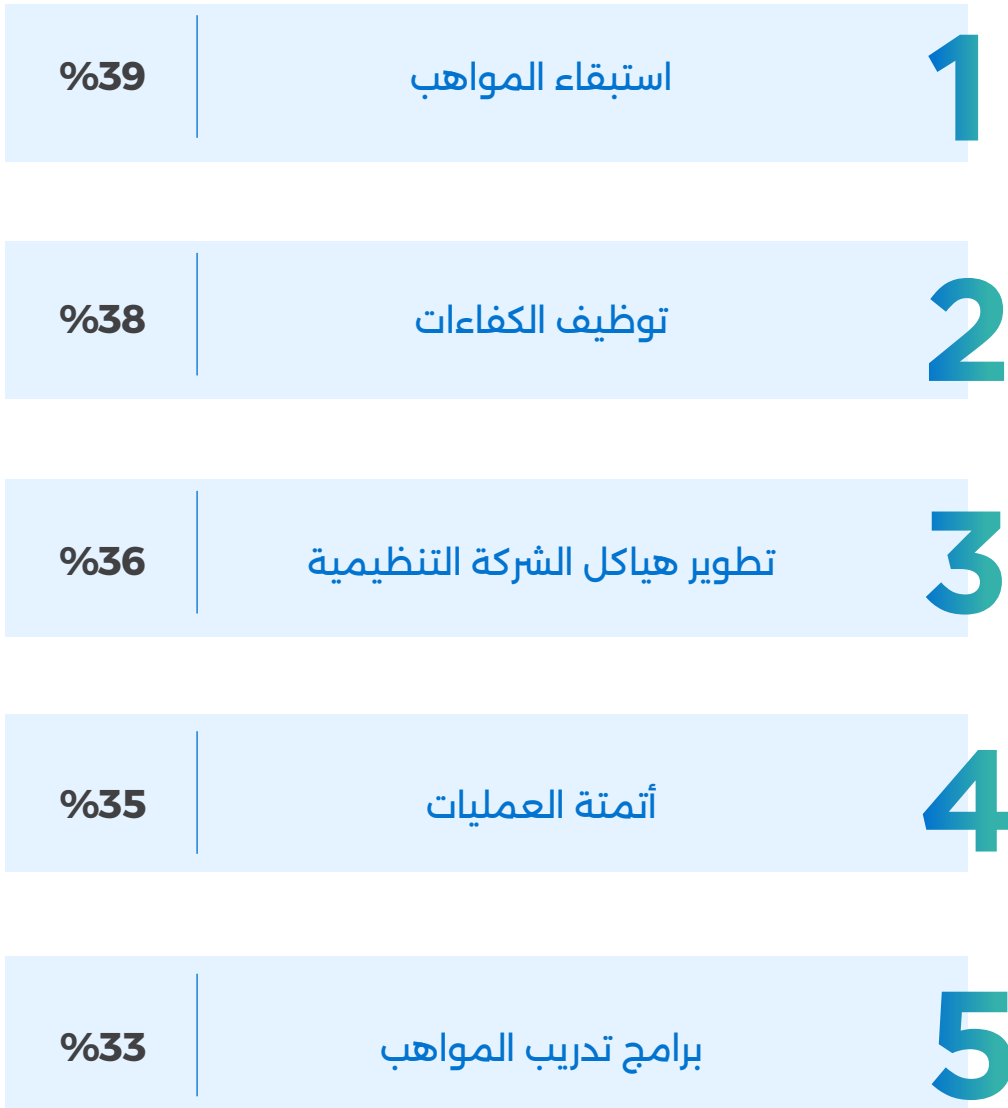 1
استبقاء المواهب
%39
2
توظيف الكفاءات
%38
3
تطوير هياكل الشركة التنظيمية
%36
4
أتمتة العمليات
%35
5
برامج تدريب المواهب
%33